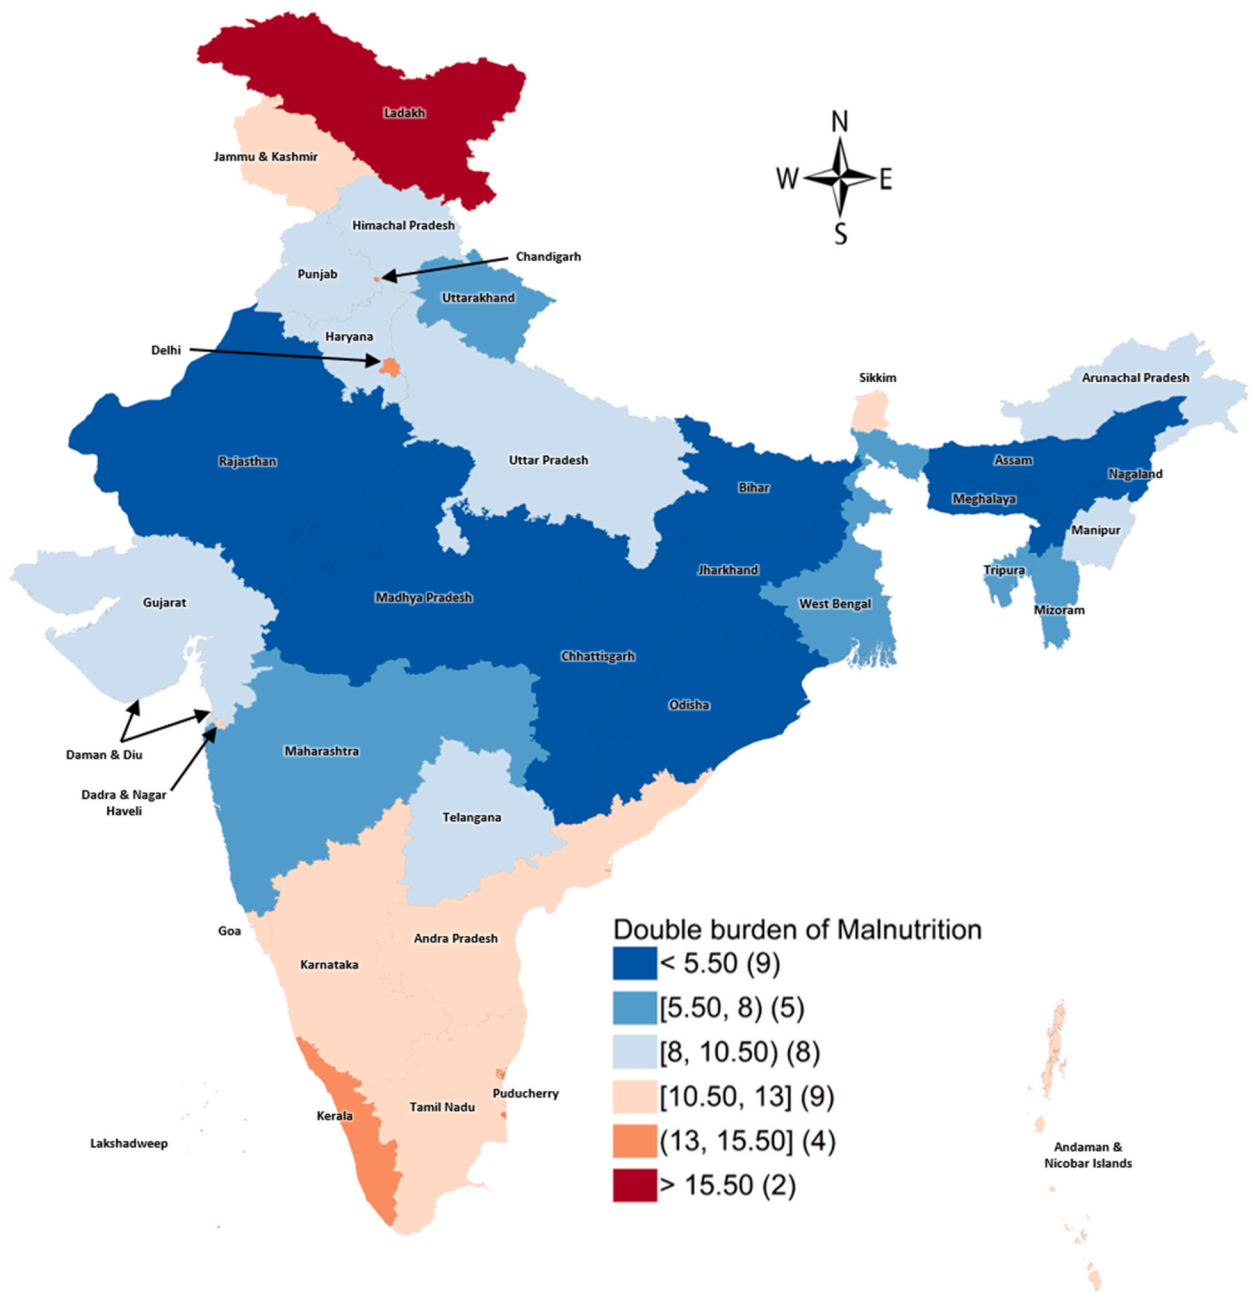 Ladakh
N
Jammu & Kashmir
W
E
S
Himachal Pradesh
Chandigarh
Punjab
Uttarakhand
Haryana
Delhi
Sikkim
Arunachal Pradesh
Rajasthan
Uttar Pradesh
Assam
Nagaland
Bihar
Meghalaya
Manipur
Jharkhand
Tripura
Madhya Pradesh
Gujarat
West Bengal
Mizoram
Chhattisgarh
Odisha
Maharashtra
Daman & Diu
Dadra & Nagar
Haveli
Telangana
Goa
Andra Pradesh
Karnataka
Double burden of Malnutrition
< 5.50 (9)
[5.50, 8) (5)
[8, 10.50) (8)
[10.50, 13] (9)
(13, 15.50] (4)
> 15.50 (2)
Puducherry
Tamil Nadu
Kerala
Lakshadweep
Andaman &
Nicobar Islands